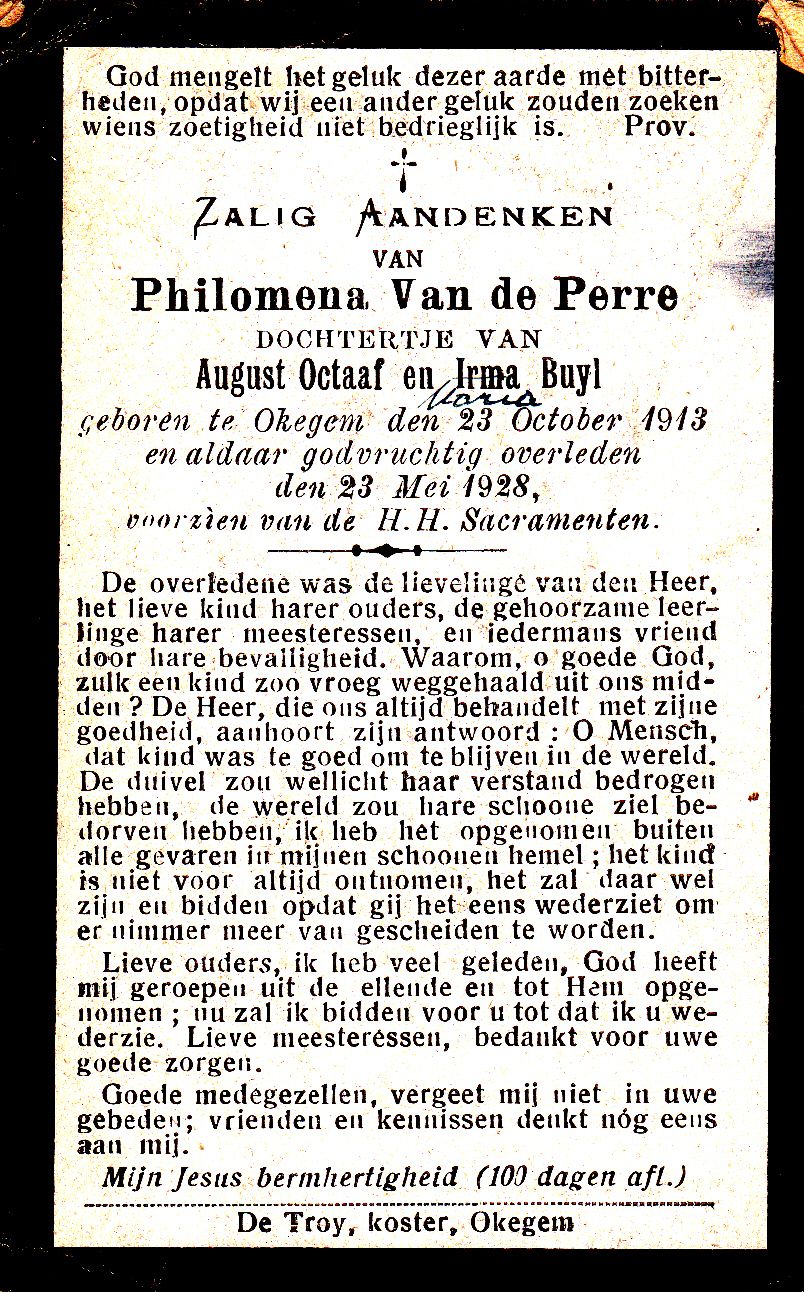 God mengelt het geluk dezer aarde met bitter-
heden, opdat wij een ander geluk zouden zoeken
wiens zoetigheid niet bedrieglijk is. Prov.
ZALIG AANDENKEN
VAN
Philomena Van de Perre
DOCHTERTJE VAN
August Octaaf en Irma Buyl
Maria
geboren te Okegem den 23 October 1913
en aldaar godvruchtig overleden
den 23 Mei 1928,
voorzien van de H. H. Sacramenten.
De overledene was de lievelinge van den Heer,
het lieve kind harer ouders, de gehoorzame leer-
linge harer meesteressen, en iedermans vriend
door hare bevalligheid. Waarom, o goede God,
zulk een kind zoo vroeg weggehaald uit ons mid-
den ? De Heer, die ons altijd behandelt met zijne
goedheid, aanhoort zijn antwoord : O Mensch,
dat kind was te goed om te blijven in de wereld.
De duivel zou wellicht haar verstand bedrogen
hebben, de wereld zou hare schoone ziel be-
dorven hebben, ik heb het opgenomen buiten
alle gevaren in mijnen schoonen hemel ; het kind
is niet voor altijd ontnomen, het zal daar wel
zijn en bidden opdat gij het eens wederziet om
er nimmer meer van gescheiden te worden.
Lieve ouders, ik heb veel geleden, God heeft
mij geroepen uit de ellende en tot Hem opge-
nomen ; nu zal ik bidden voor u tot dat ik u we-
derzie. Lieve meesteressen, bedankt voor uwe
goede zorgen.
Goede medegezellen, vergeet mij niet in uwe
gebeden; vrienden en kennissen denkt nóg eens
aan mij.
Mijn Jesus bermhertigheid (100 dagen afl.)
De Troy, koster, Okegem